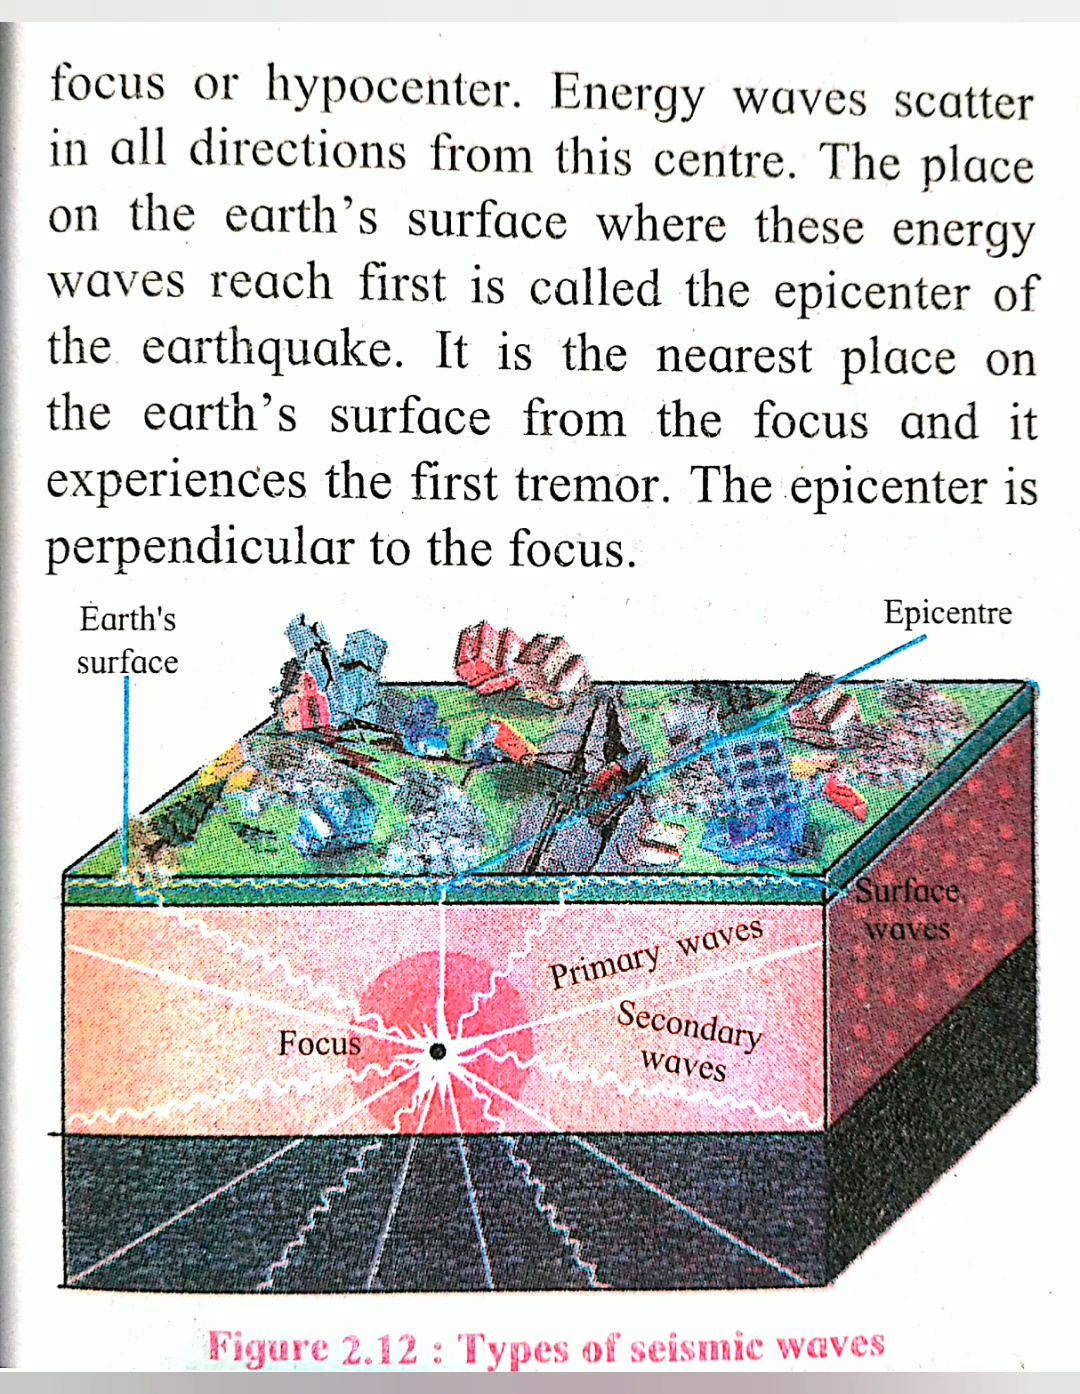 focus or hypocenter. Energy waves scatter
in all directions from this centre. The place
on the earth's surface where these energy
waves reach first is called the epicenter of
the earthquake. It is the nearest place on
the earth's surface from the focus and it
experiences the first tremor. The epicenter is
perpendicular to the focus.
Earth's
surface
Epicentre
Surface
waves
Primary waves
Secondary
waves
Focus
Figure 2.12 : Types of seismic waves